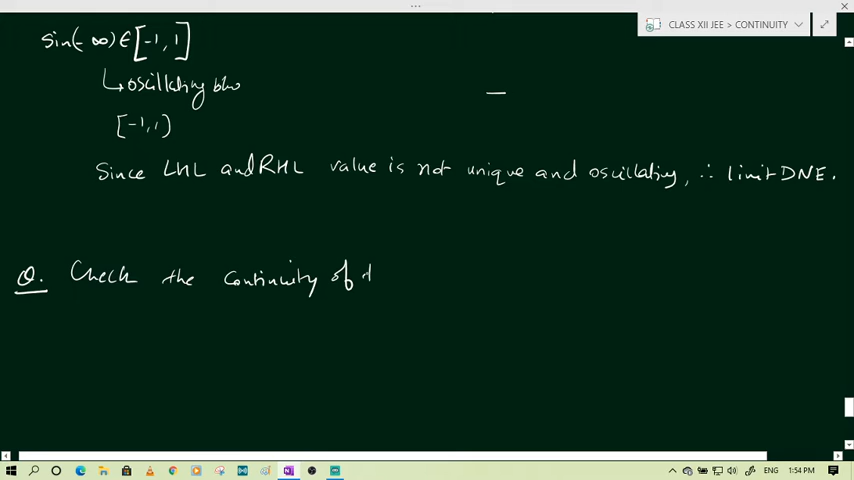 CLASS XII JEE > CONTINUITY
sin(-∞)∈[-1,1]
↳oscillating b/w
[-1,1)
Since LHL and RHL value is not unique and oscillating, ∴ limit DNE.
Q. Check the continuity of
ENG 1:54 PM